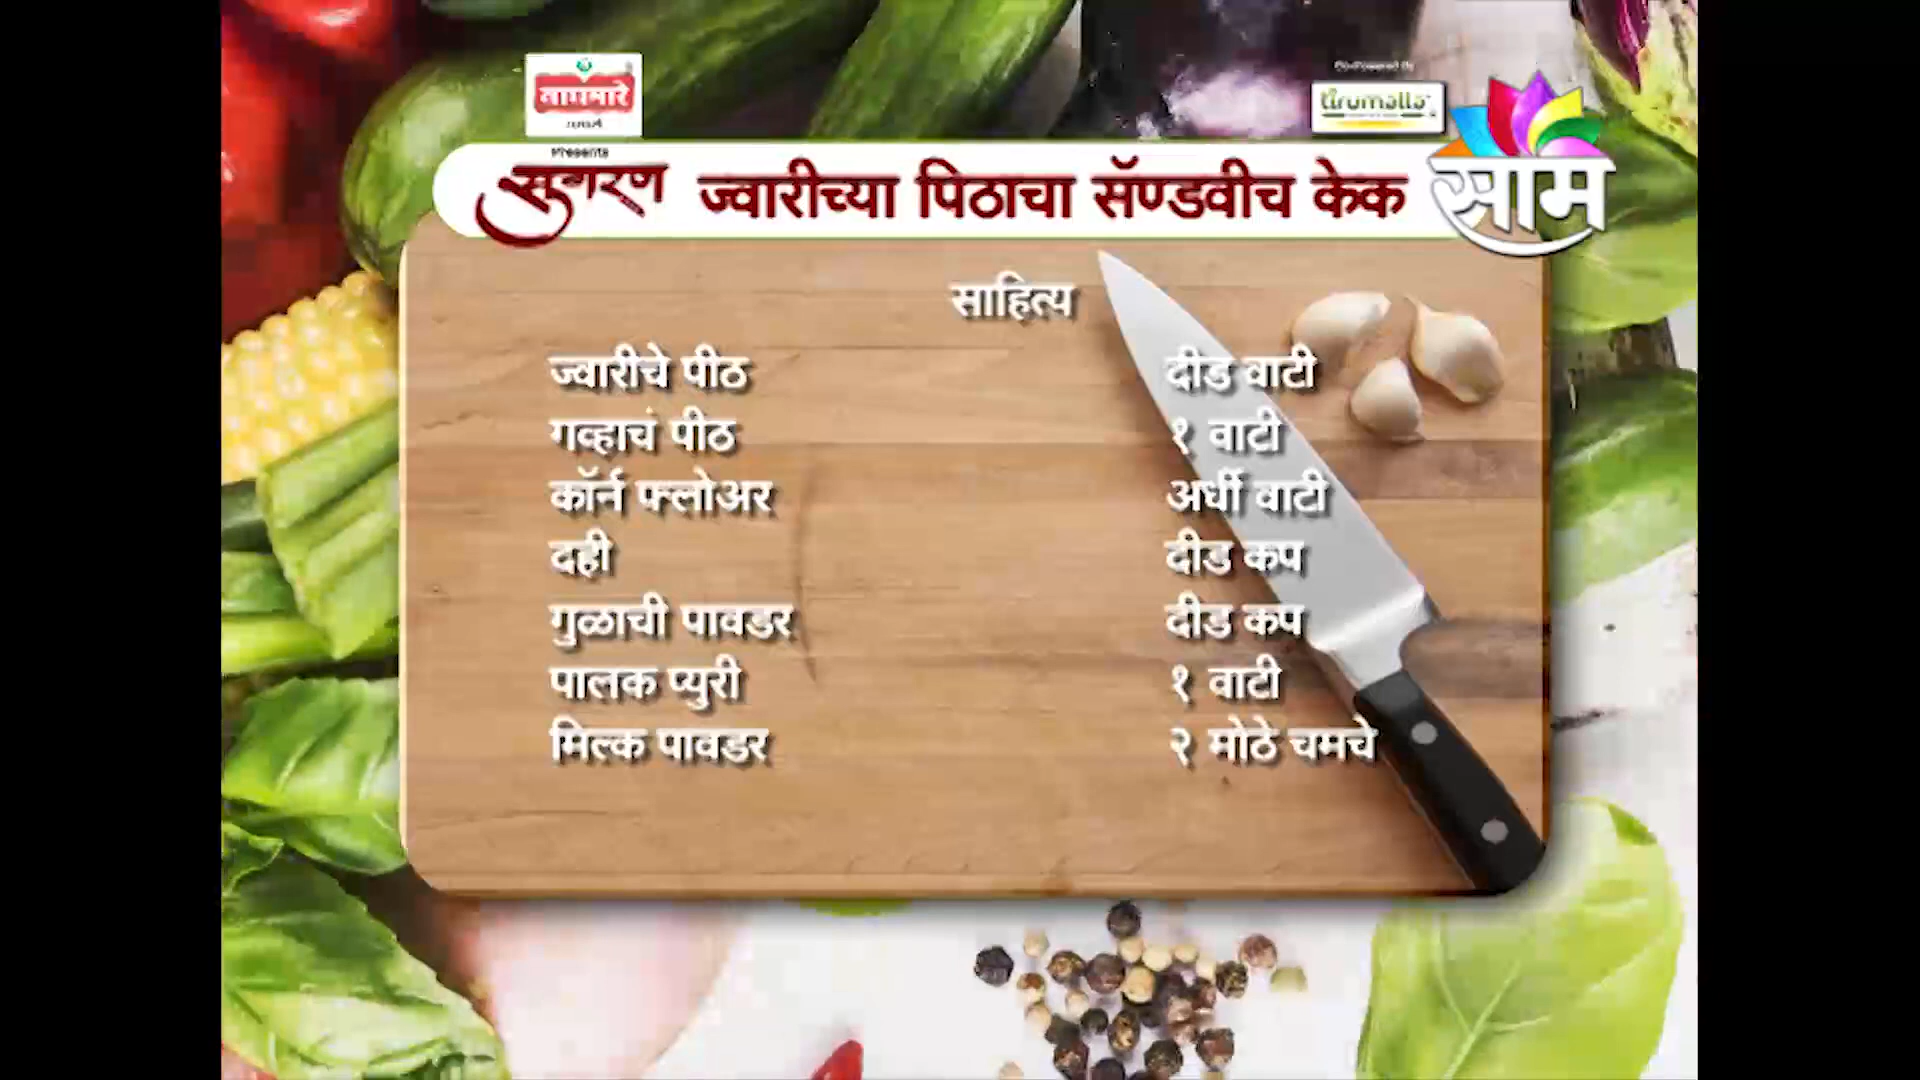 Presents
tirumalla
सुगरण ज्वारीच्या पिठाचा सॅण्डवीच केक
साम
साहित्य
ज्वारीचे पीठ दीड वाटी
गव्हाचं पीठ १ वाटी
कॉर्न फ्लोअर अर्धी वाटी
दही दीड कप
गुळाची पावडर दीड कप
पालक प्युरी १ वाटी
मिल्क पावडर २ मोठे चमचे